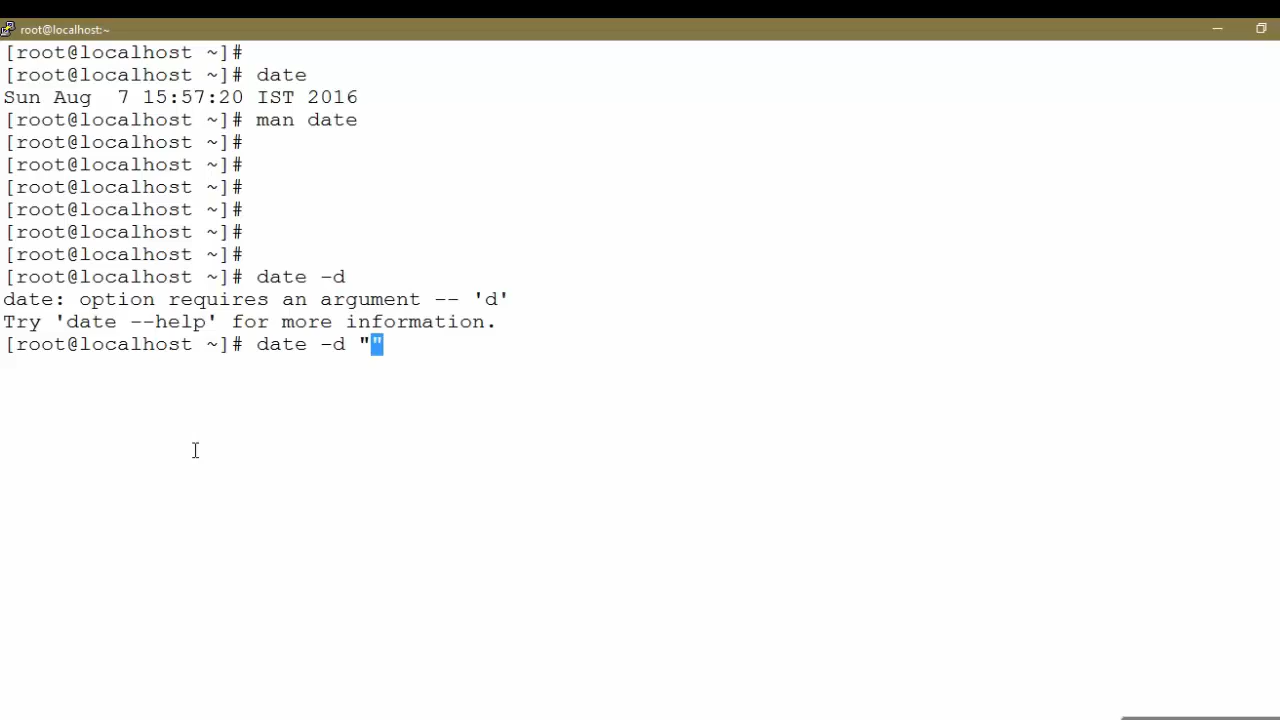 root@localhost:~
[root@localhost ~]#
[root@localhost ~]# date
Sun Aug  7 15:57:20 IST 2016
[root@localhost ~]# man date
[root@localhost ~]#
[root@localhost ~]#
[root@localhost ~]#
[root@localhost ~]#
[root@localhost ~]#
[root@localhost ~]#
[root@localhost ~]# date -d
date: option requires an argument -- 'd'
Try 'date --help' for more information.
[root@localhost ~]# date -d ""